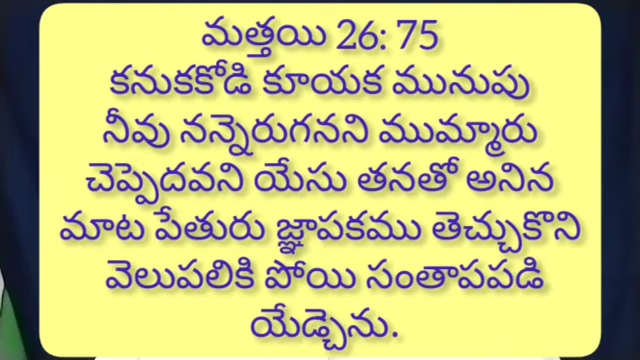 మత్తయి 26: 75
కనుకకోడి కూయక మునుపు
నీవు నన్నెరుగనని ముమ్మారు
చెప్పెదవని యేసు తనతో అనిన
మాట పేతురు జ్ఞాపకము తెచ్చుకొని
వెలుపలికి పోయి సంతాపపడి
యేడ్చెను.